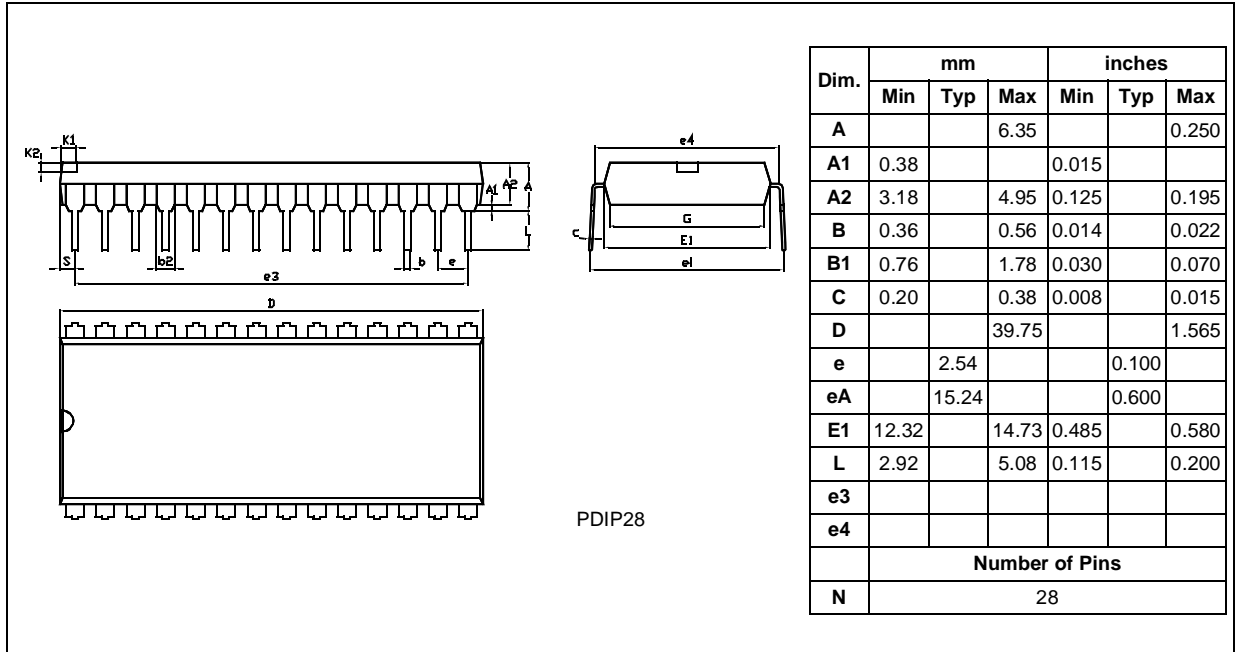 K1
K2
A1 A2 A
L
S b2 b e
e3
D
e4
G
c
E1
e1
PDIP28
Dim. mm inches
Min Typ Max Min Typ Max
A 6.35 0.250
A1 0.38 0.015
A2 3.18 4.95 0.125 0.195
B 0.36 0.56 0.014 0.022
B1 0.76 1.78 0.030 0.070
C 0.20 0.38 0.008 0.015
D 39.75 1.565
e 2.54 0.100
eA 15.24 0.600
E1 12.32 14.73 0.485 0.580
L 2.92 5.08 0.115 0.200
e3
e4
Number of Pins
N 28